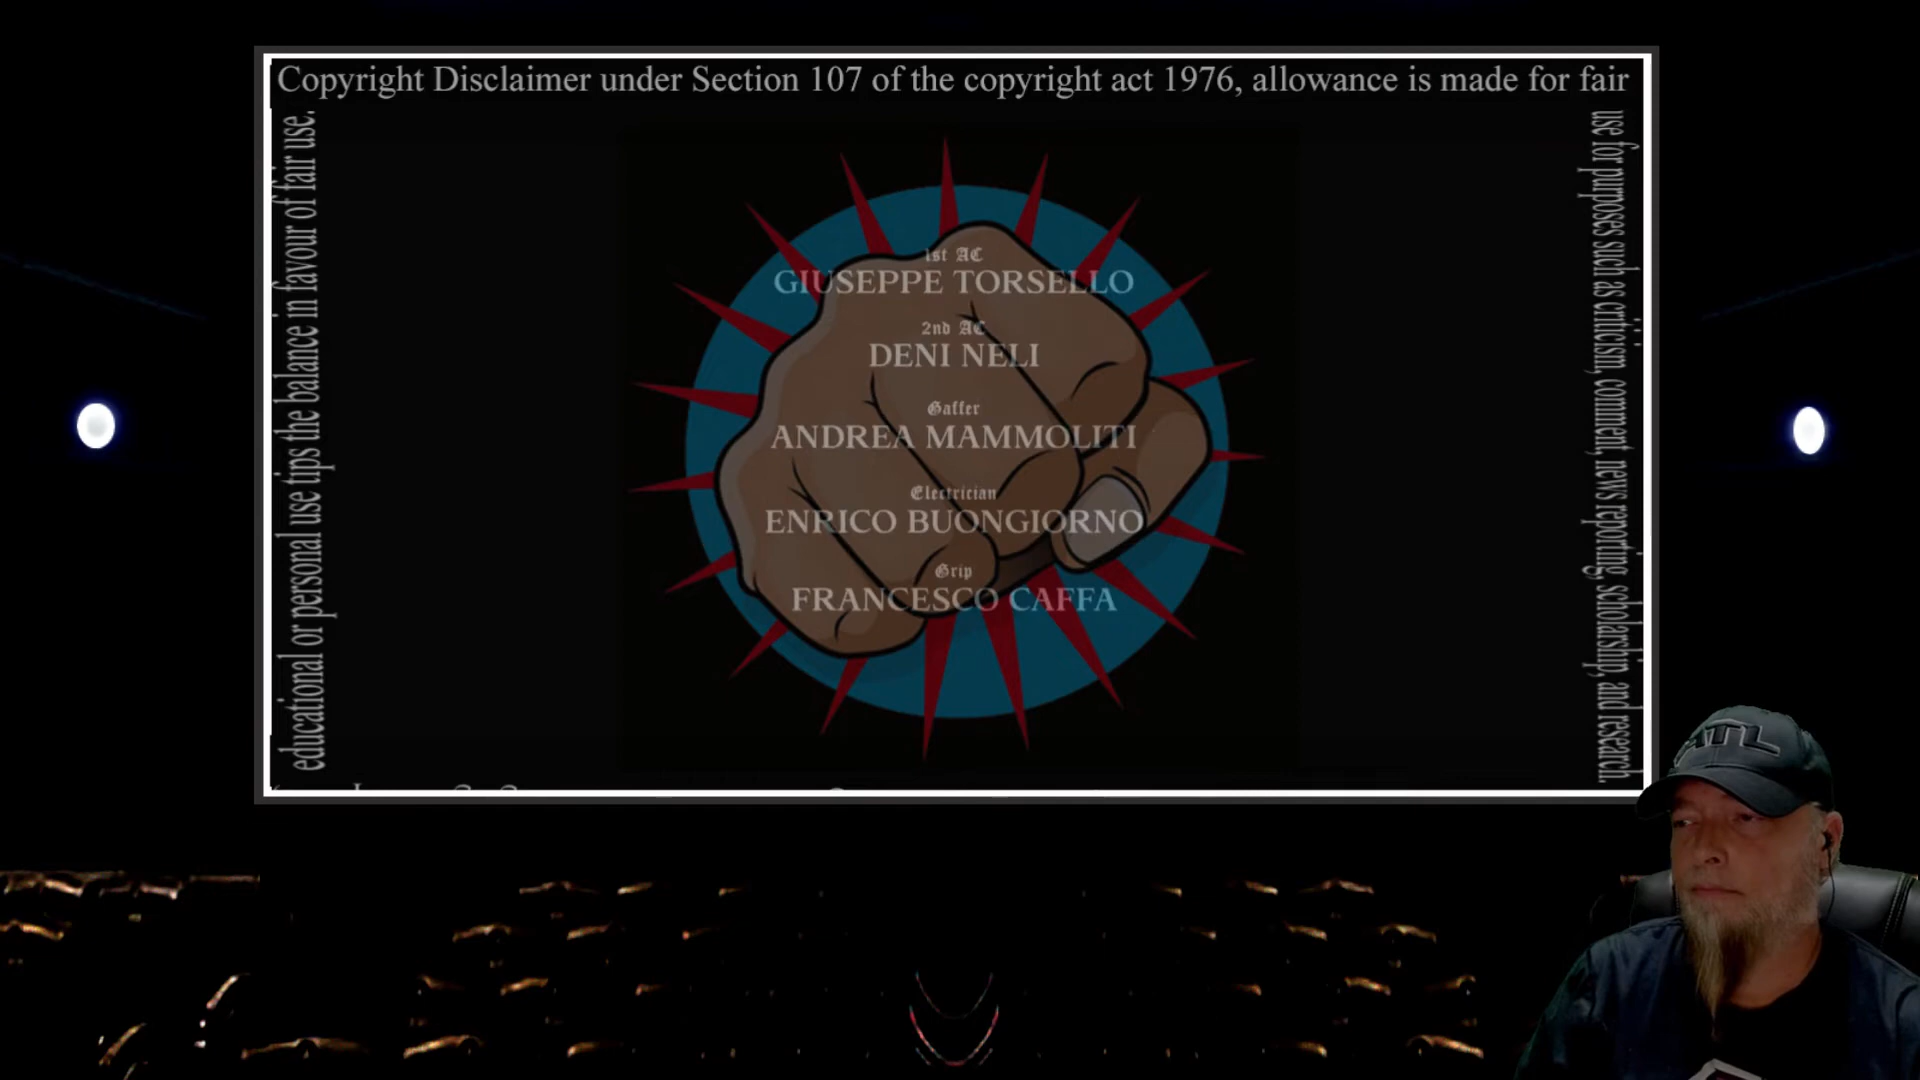 Copyright Disclaimer under Section 107 of the copyright act 1976, allowance is made for fair
use for purposes such as criticism, comment, news reporting, scholarship, and research.
educational or personal use tips the balance in favour of fair use.
1st AC
GIUSEPPE TORSELLO
2nd AC
DENI NELI
Gaffer
ANDREA MAMMOLITI
Electrician
ENRICO BUONGIORNO
Grip
FRANCESCO CAFFA
ATL